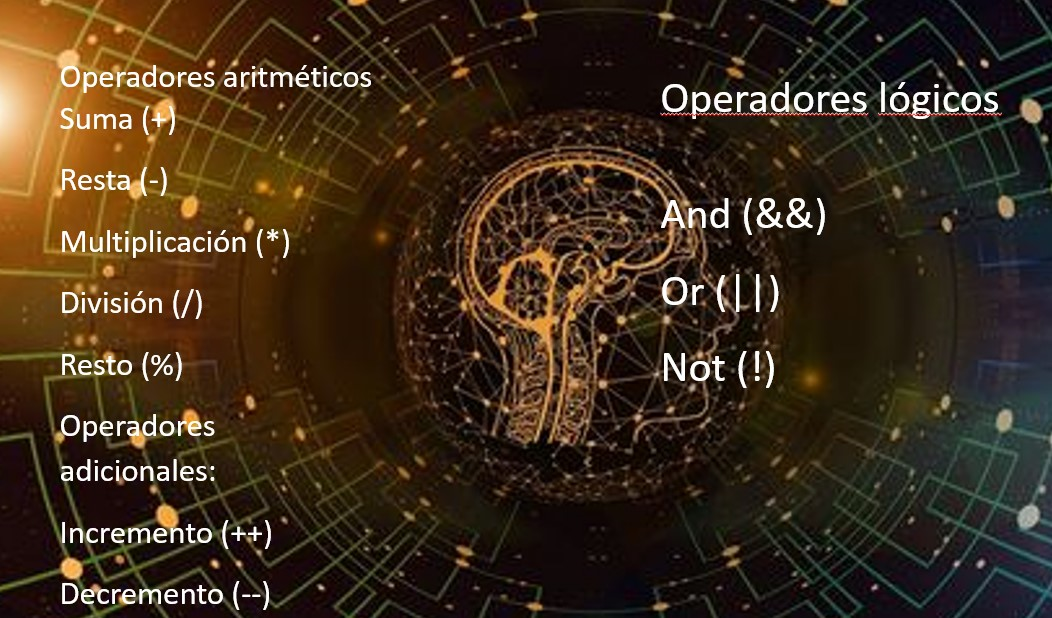 Operadores aritméticos
Suma (+)
Resta (-)
Multiplicación (*)
División (/)
Resto (%)
Operadores
adicionales:
Incremento (++)
Decremento (--)
Operadores lógicos
And (&&)
Or (||)
Not (!)